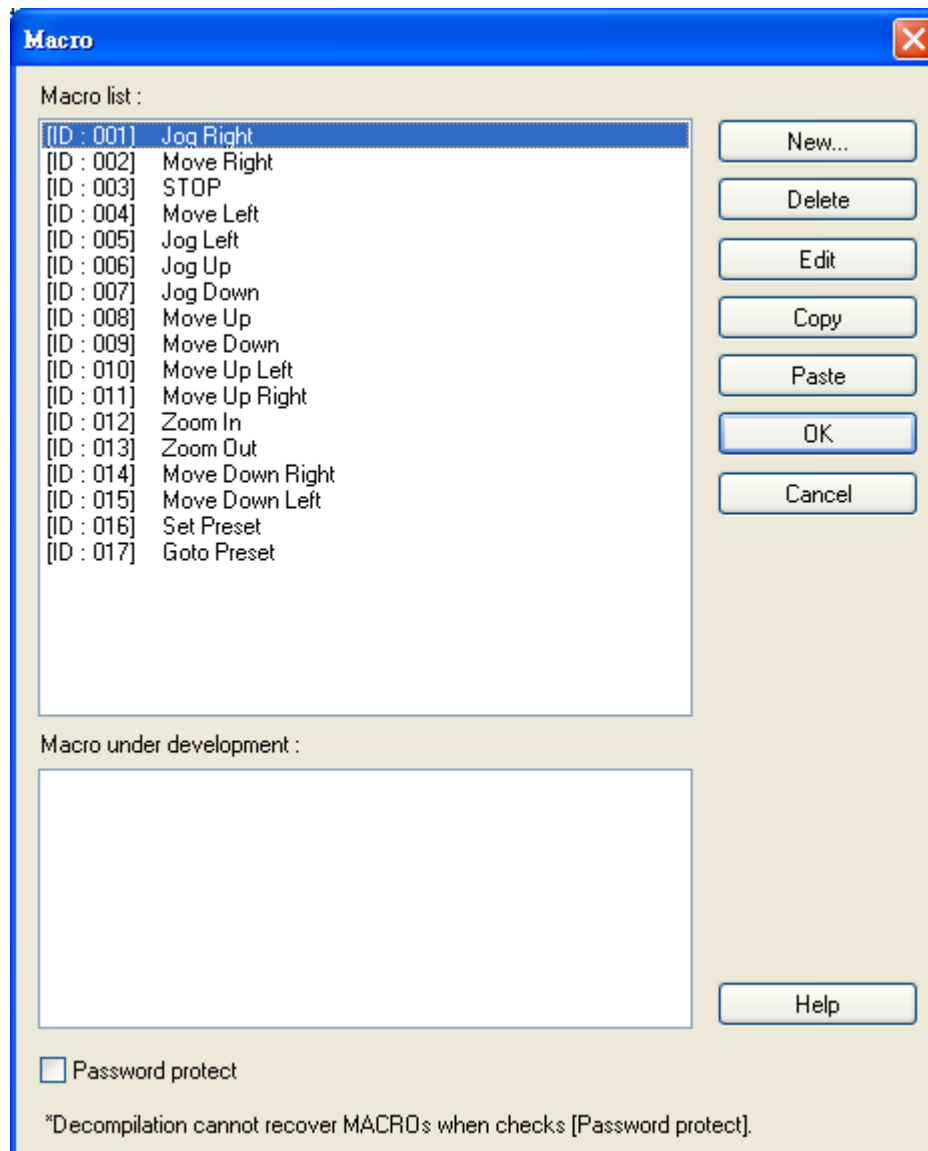 Macro
Macro list :
[ID : 001] Jog Right
[ID : 002] Move Right
[ID : 003] STOP
[ID : 004] Move Left
[ID : 005] Jog Left
[ID : 006] Jog Up
[ID : 007] Jog Down
[ID : 008] Move Up
[ID : 009] Move Down
[ID : 010] Move Up Left
[ID : 011] Move Up Right
[ID : 012] Zoom In
[ID : 013] Zoom Out
[ID : 014] Move Down Right
[ID : 015] Move Down Left
[ID : 016] Set Preset
[ID : 017] Goto Preset
New...
Delete
Edit
Copy
Paste
OK
Cancel
Macro under development :
Help
Password protect
*Decompilation cannot recover MACROs when checks [Password protect].